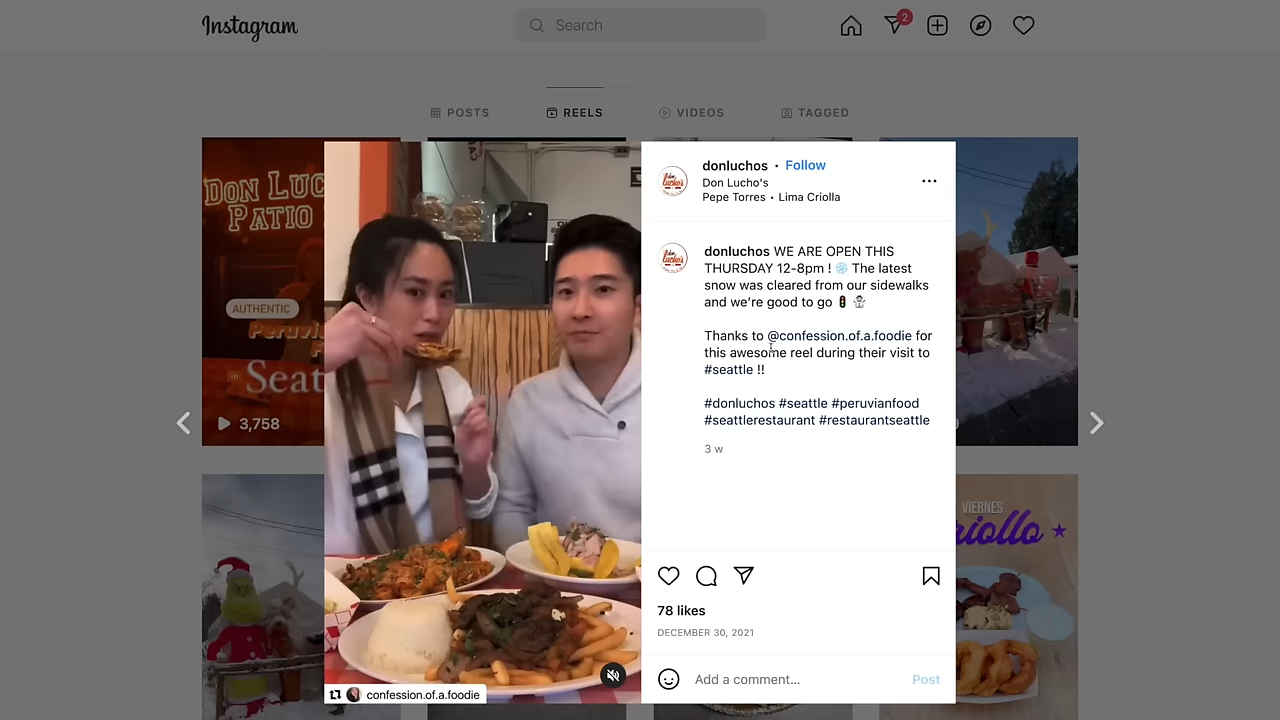 Instagram
Search
2
POSTS
REELS
VIDEOS
TAGGED
DON LUC
PATIO
AUTHENTIC
Seat
3,758
donluchos • Follow
Don Lucho's
Pepe Torres • Lima Criolla
donluchos WE ARE OPEN THIS
THURSDAY 12-8pm ! ❄️ The latest
snow was cleared from our sidewalks
and we're good to go 🚦 ☃️
Thanks to @confession.of.a.foodie for
this awesome reel during their visit to
#seattle !!
#donluchos #seattle #peruvianfood
#seattlerestaurant #restaurantseattle
3 w
78 likes
DECEMBER 30, 2021
Add a comment...
Post
confession.of.a.foodie
VIERNES
riollo